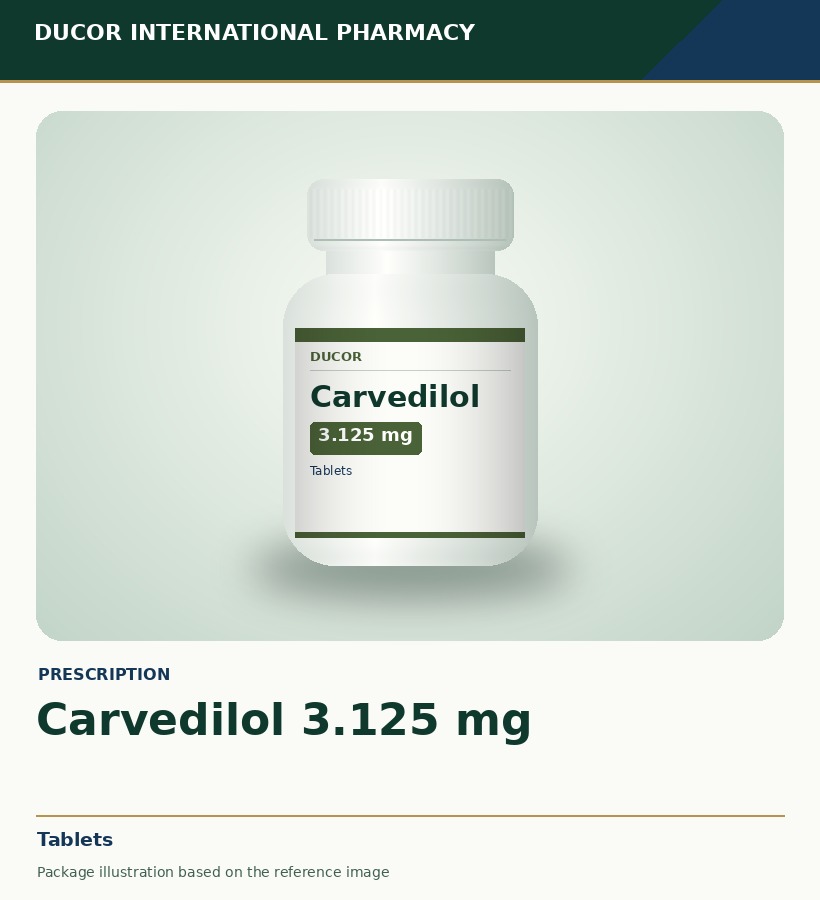 DUCOR INTERNATIONAL PHARMACY
DUCOR
Carvedilol
3.125 mg
Tablets
PRESCRIPTION
Carvedilol 3.125 mg
Tablets
Package illustration based on the reference image